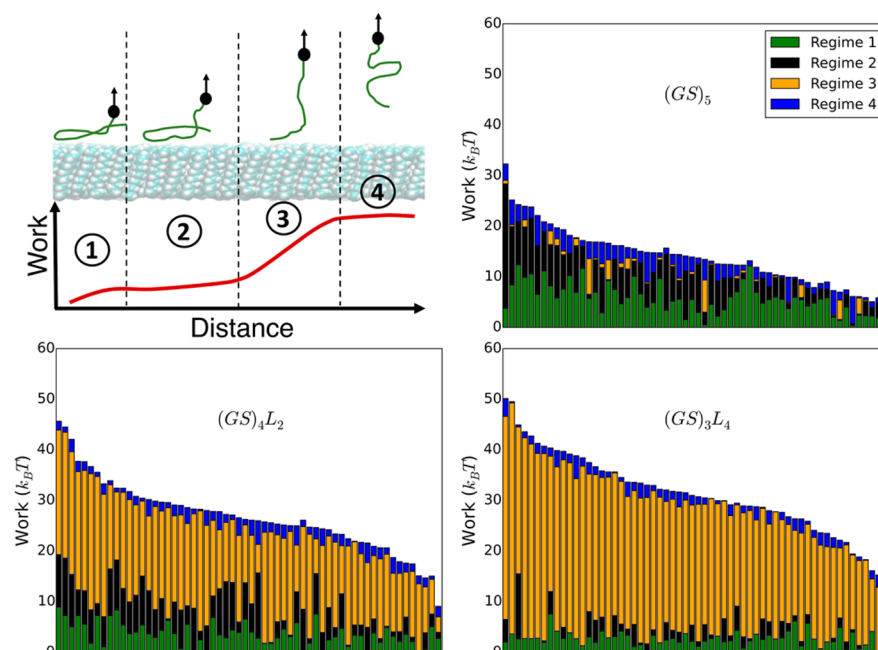 1
2
3
4
Work
Distance
60
50
40
30
20
10
0
Work (k_BT)
(GS)_5
Regime 1
Regime 2
Regime 3
Regime 4
60
50
40
30
20
10
0
Work (k_BT)
(GS)_4L_2
60
50
40
30
20
10
0
Work (k_BT)
(GS)_3L_4